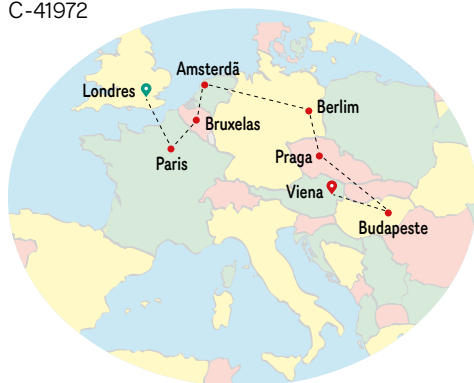 C-41972
Amsterdã
Londres
Berlim
Bruxelas
Paris
Praga
Viena
Budapeste